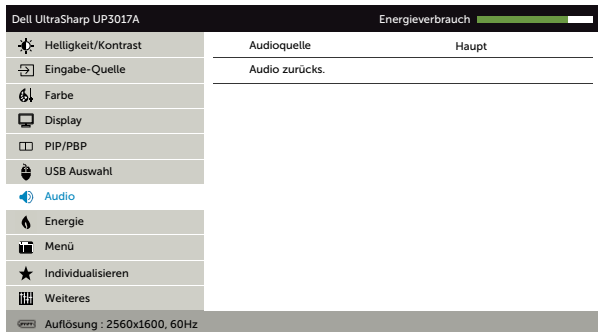 Dell UltraSharp UP3017A Energieverbrauch
Helligkeit/Kontrast Audioquelle Haupt
Eingabe-Quelle Audio zurücks.
Farbe
Display
PIP/PBP
USB Auswahl
Audio
Energie
Menü
Individualisieren
Weiteres
Auflösung : 2560x1600, 60Hz